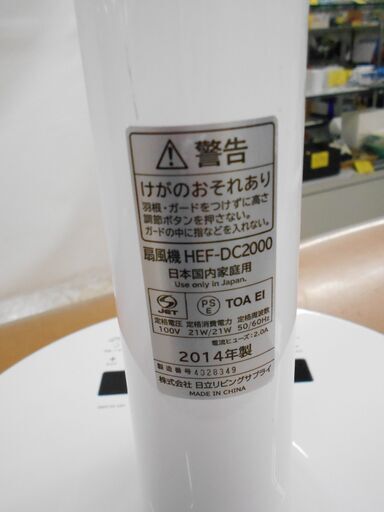 ⚠ 警告
けがのおそれあり
羽根・ガードをつけずに高さ
調節ボタンを押さない。
ガードの中に指などを入れない。
扇風機 HEF-DC2000
日本国内家庭用
Use only in Japan.
JET PS E TOA EI
定格電圧 定格消費電力 定格周波数
100V 21W/21W 50/60Hz
電流ヒューズ:2.0A
2014年製
製造番号 4028349
株式会社 日立リビングサプライ
MADE IN CHINA